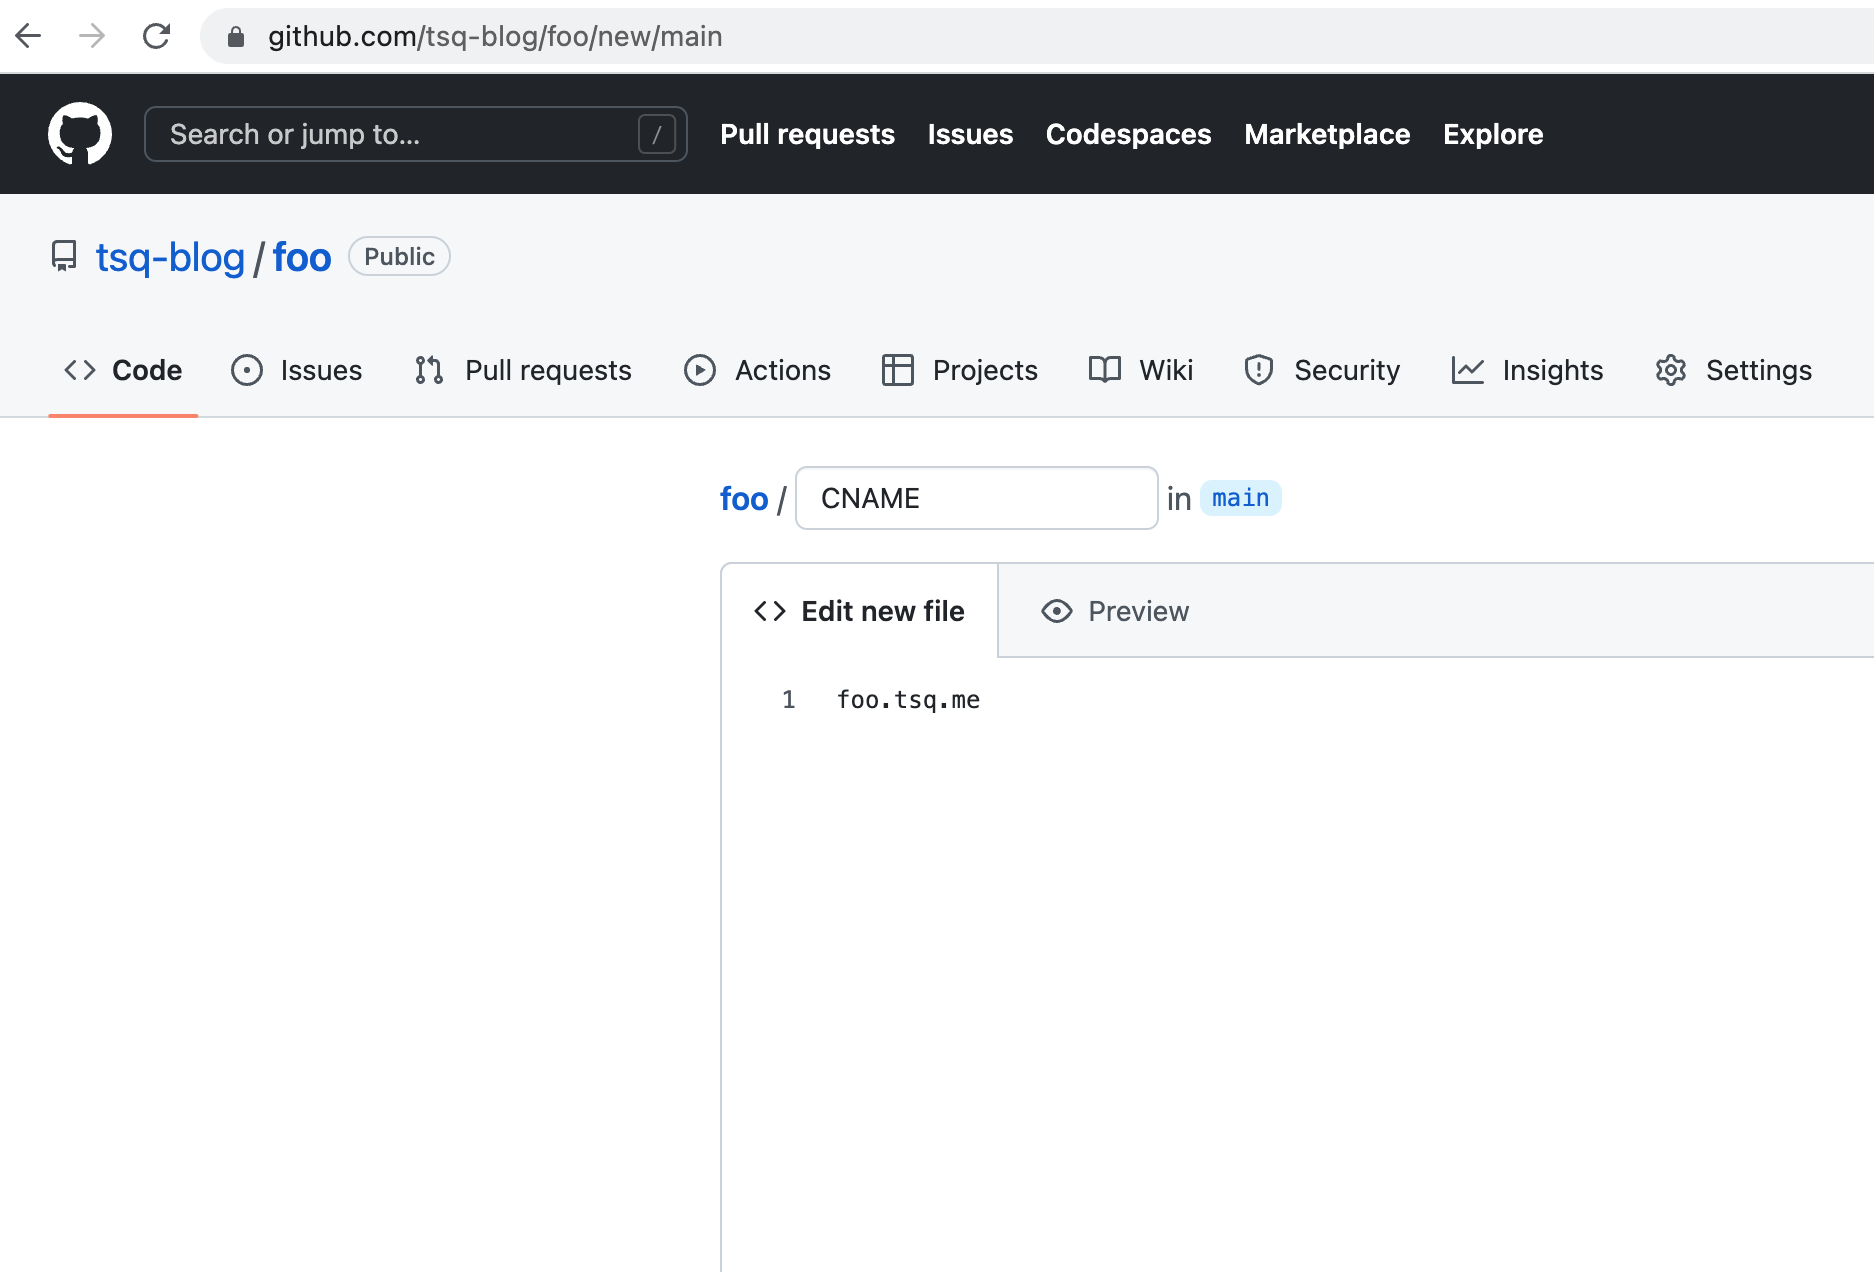 github.com/tsq-blog/foo/new/main
Search or jump to... / Pull requests Issues Codespaces Marketplace Explore
tsq-blog / foo Public
Code Issues Pull requests Actions Projects Wiki Security Insights Settings
foo / CNAME in main
Edit new file Preview
1 foo.tsq.me